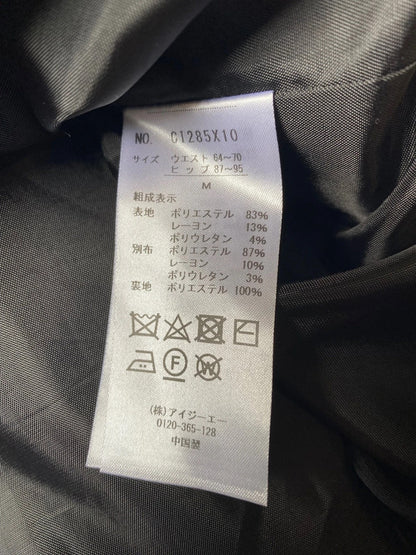 NO. C1285X10
サイズ ウエスト 64〜70
ヒップ 87〜95
M
組成表示
表地 ポリエステル 83%
レーヨン 13%
ポリウレタン 4%
別布 ポリエステル 87%
レーヨン 10%
ポリウレタン 3%
裏地 ポリエステル 100%
F W
(株)アイジーエー
0120-365-128
中国製